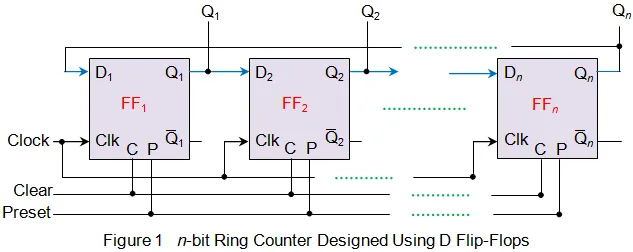 Q1 Q2 Qn
D1 Q1 D2 Q2 Dn Qn
FF1 FF2 FFn
Clock Clk Q̅1 Clk Q̅2 Clk Q̅n
C P C P C P
Clear
Preset
Figure 1 n-bit Ring Counter Designed Using D Flip-Flops